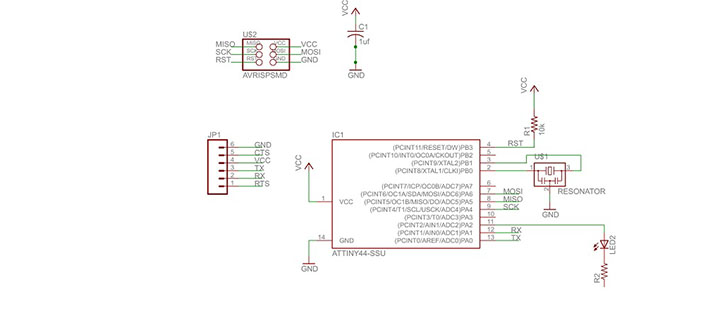 VCC
C1
1uf
GND
U$2
MISO MISO VCC VCC
SCK MOSI
RST GND
AVRISPSMD
JP1
6 GND
5 CTS
4 VCC
3 TX
2 RX
1 RTS
VCC
VCC
R1
10k
IC1
(PCINT11/RESET/DW)PB3 4 RST
(PCINT10/INT0/OC0A/CKOUT)PB2 5
(PCINT9/XTAL2)PB1 3
(PCINT8/XTAL1/CLKI)PB0 2
U$1
1 3
2
RESONATOR
GND
(PCINT7/ICP/OC0B/ADC7)PA7 6
(PCINT6/OC1A/SDA/MOSI/ADC6)PA6 7 MOSI
(PCINT5/OC1B/MISO/DO/ADC5)PA5 8 MISO
(PCINT4/T1/SCL/USCK/ADC4)PA4 9 SCK
(PCINT3/T0/ADC3)PA3 10
(PCINT2/AIN1/ADC2)PA2 11
(PCINT1/AIN0/ADC1)PA1 12 RX
(PCINT0/AREF/ADC0)PA0 13 TX
1 VCC
14 GND
GND
ATTINY44-SSU
LED2
R2